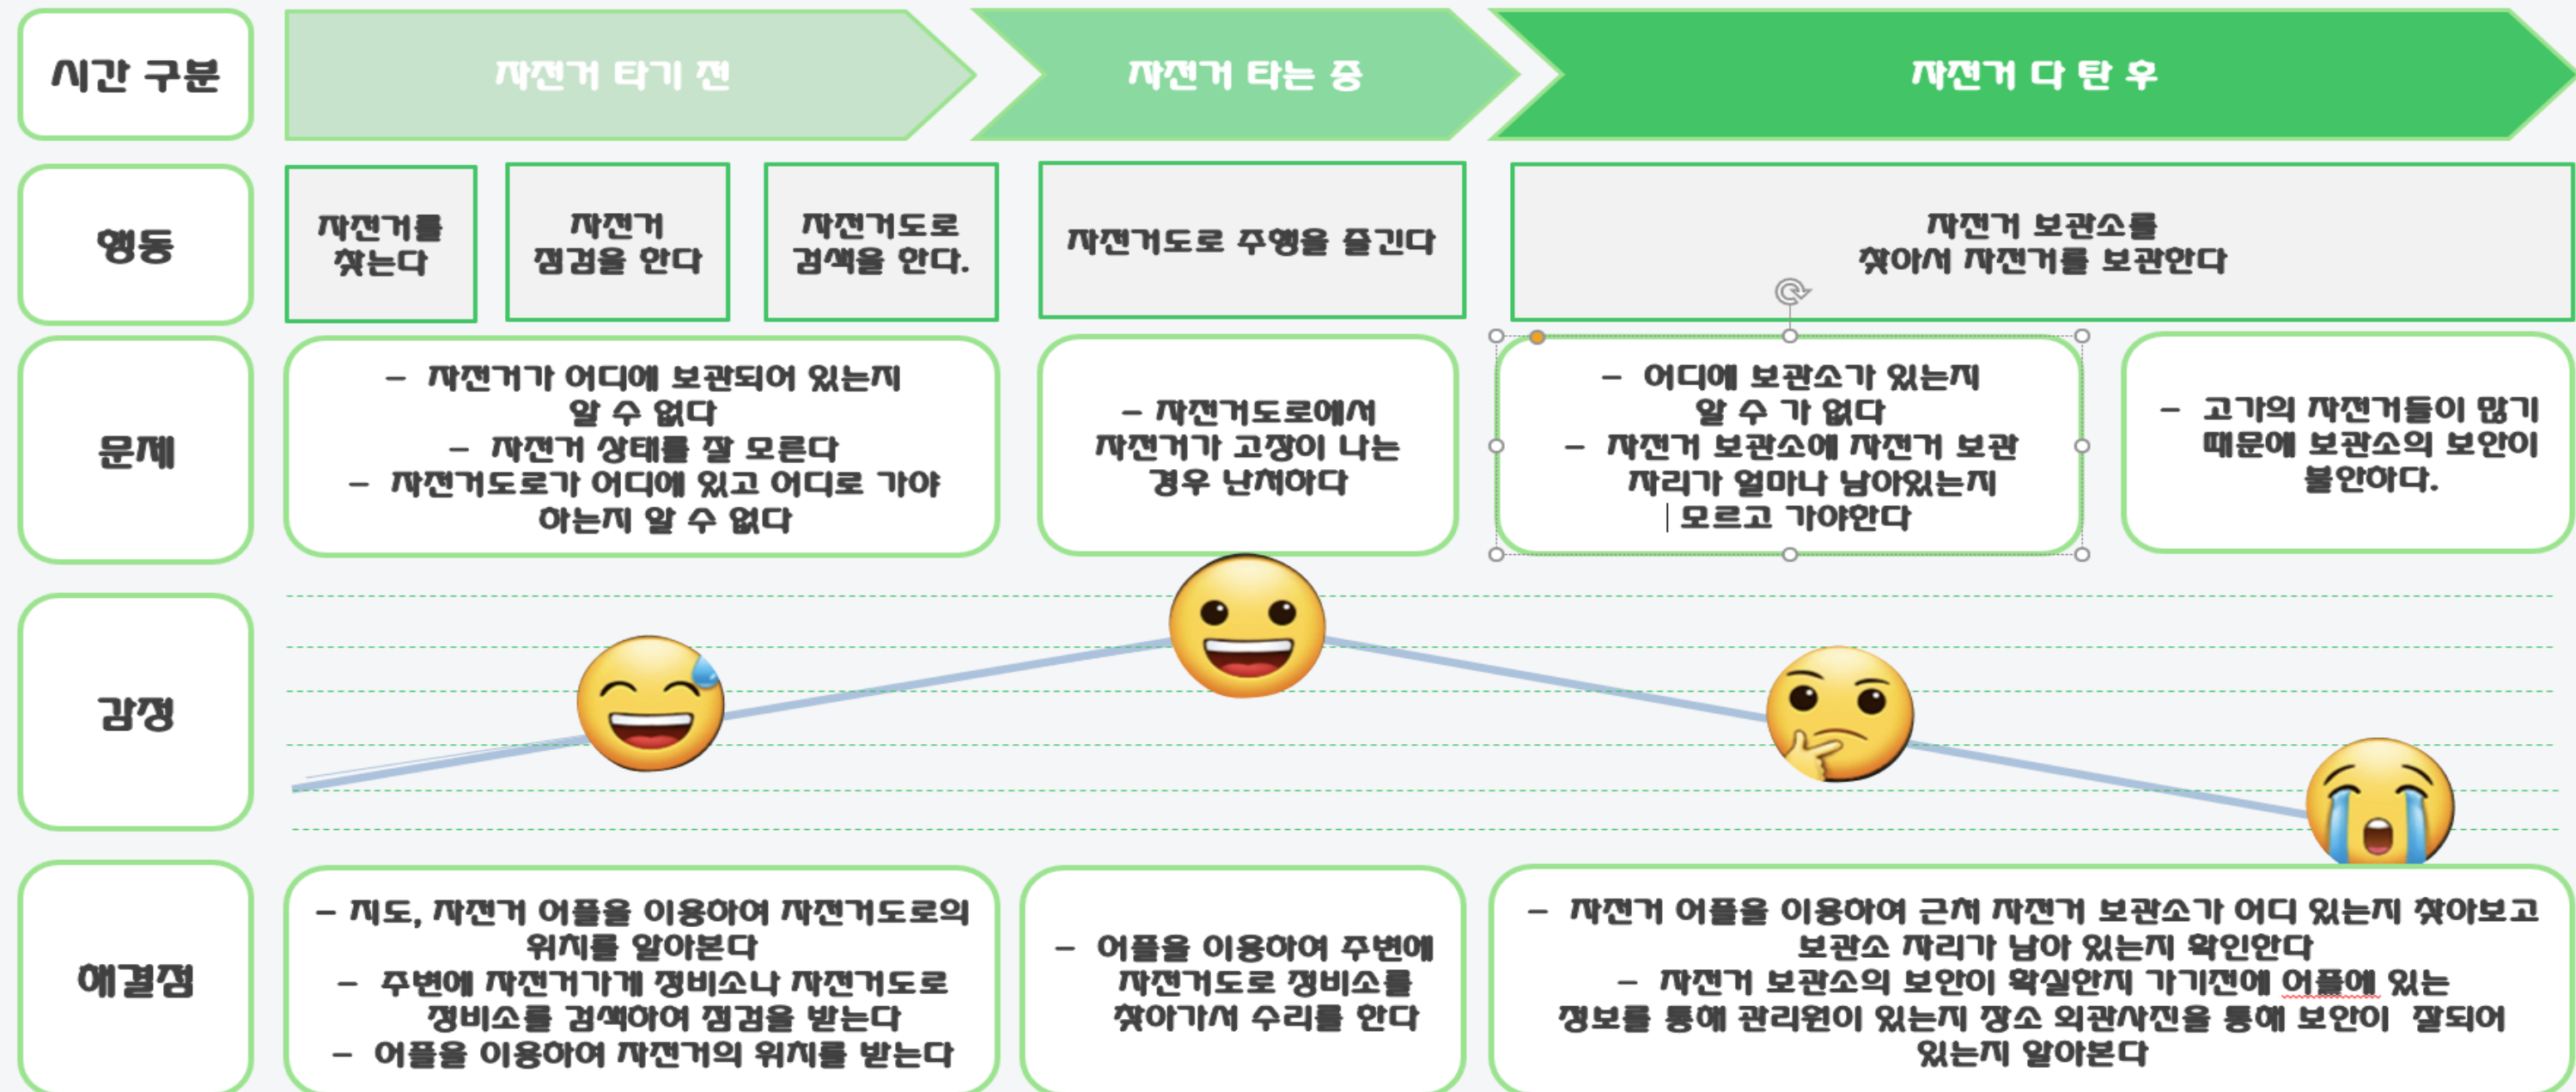 시간 구분
자전거 타기 전
자전거 타는 중
자전거 다 탄 후
행동
자전거를
찾는다
자전거
점검을 한다
자전거도로
검색을 한다.
자전거도로 주행을 즐긴다
자전거 보관소를
찾아서 자전거를 보관한다
문제
– 자전거가 어디에 보관되어 있는지
알 수 없다
– 자전거 상태를 잘 모른다
– 자전거도로가 어디에 있고 어디로 가야
하는지 알 수 없다
– 자전거도로에서
자전거가 고장이 나는
경우 난처하다
– 어디에 보관소가 있는지
알 수 가 없다
– 자전거 보관소에 자전거 보관
자리가 얼마나 남아있는지
모르고 가야한다
– 고가의 자전거들이 많기
때문에 보관소의 보안이
불안하다.
감정
해결점
– 지도, 자전거 어플을 이용하여 자전거도로의
위치를 알아본다
– 주변에 자전거가게 정비소나 자전거도로
정비소를 검색하여 점검을 받는다
– 어플을 이용하여 자전거의 위치를 받는다
– 어플을 이용하여 주변에
자전거도로 정비소를
찾아가서 수리를 한다
– 자전거 어플을 이용하여 근처 자전거 보관소가 어디 있는지 찾아보고
보관소 자리가 남아 있는지 확인한다
– 자전거 보관소의 보안이 확실한지 가기전에 어플에 있는
정보를 통해 관리원이 있는지 장소 외관사진을 통해 보안이 잘되어
있는지 알아본다